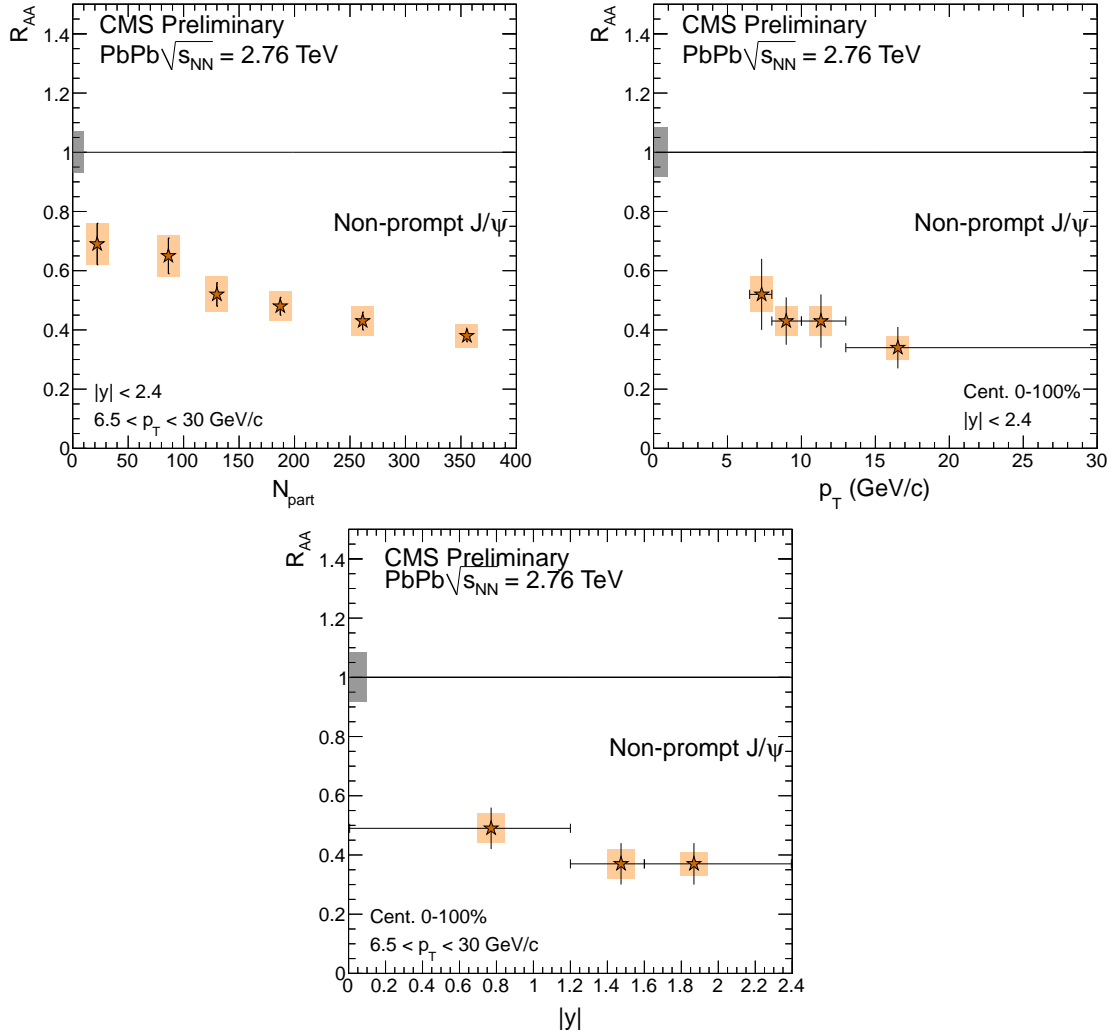 CMS Preliminary
PbPb√s_NN = 2.76 TeV
R_AA
1.4
1.2
1
0.8
0.6
0.4
0.2
0
Non-prompt J/ψ
|y| < 2.4
6.5 < p_T < 30 GeV/c
0 50 100 150 200 250 300 350 400
N_part
CMS Preliminary
PbPb√s_NN = 2.76 TeV
R_AA
1.4
1.2
1
0.8
0.6
0.4
0.2
0
Non-prompt J/ψ
Cent. 0-100%
|y| < 2.4
0 5 10 15 20 25 30
p_T (GeV/c)
CMS Preliminary
PbPb√s_NN = 2.76 TeV
R_AA
1.4
1.2
1
0.8
0.6
0.4
0.2
0
Non-prompt J/ψ
Cent. 0-100%
6.5 < p_T < 30 GeV/c
0 0.2 0.4 0.6 0.8 1 1.2 1.4 1.6 1.8 2 2.2 2.4
|y|